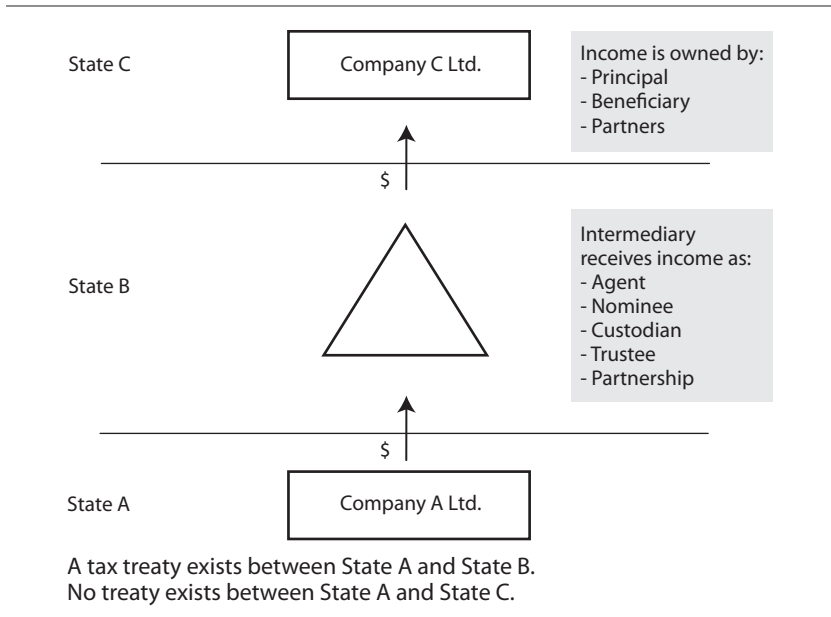 State C
Company C Ltd.
Income is owned by:
- Principal
- Beneficiary
- Partners
$
State B
Intermediary
receives income as:
- Agent
- Nominee
- Custodian
- Trustee
- Partnership
$
State A
Company A Ltd.
A tax treaty exists between State A and State B.
No treaty exists between State A and State C.